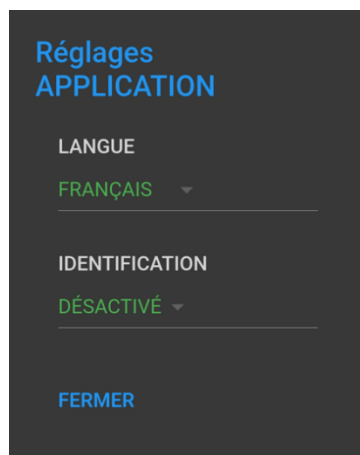 Réglages
APPLICATION
LANGUE
FRANÇAIS
IDENTIFICATION
DÉSACTIVÉ
FERMER